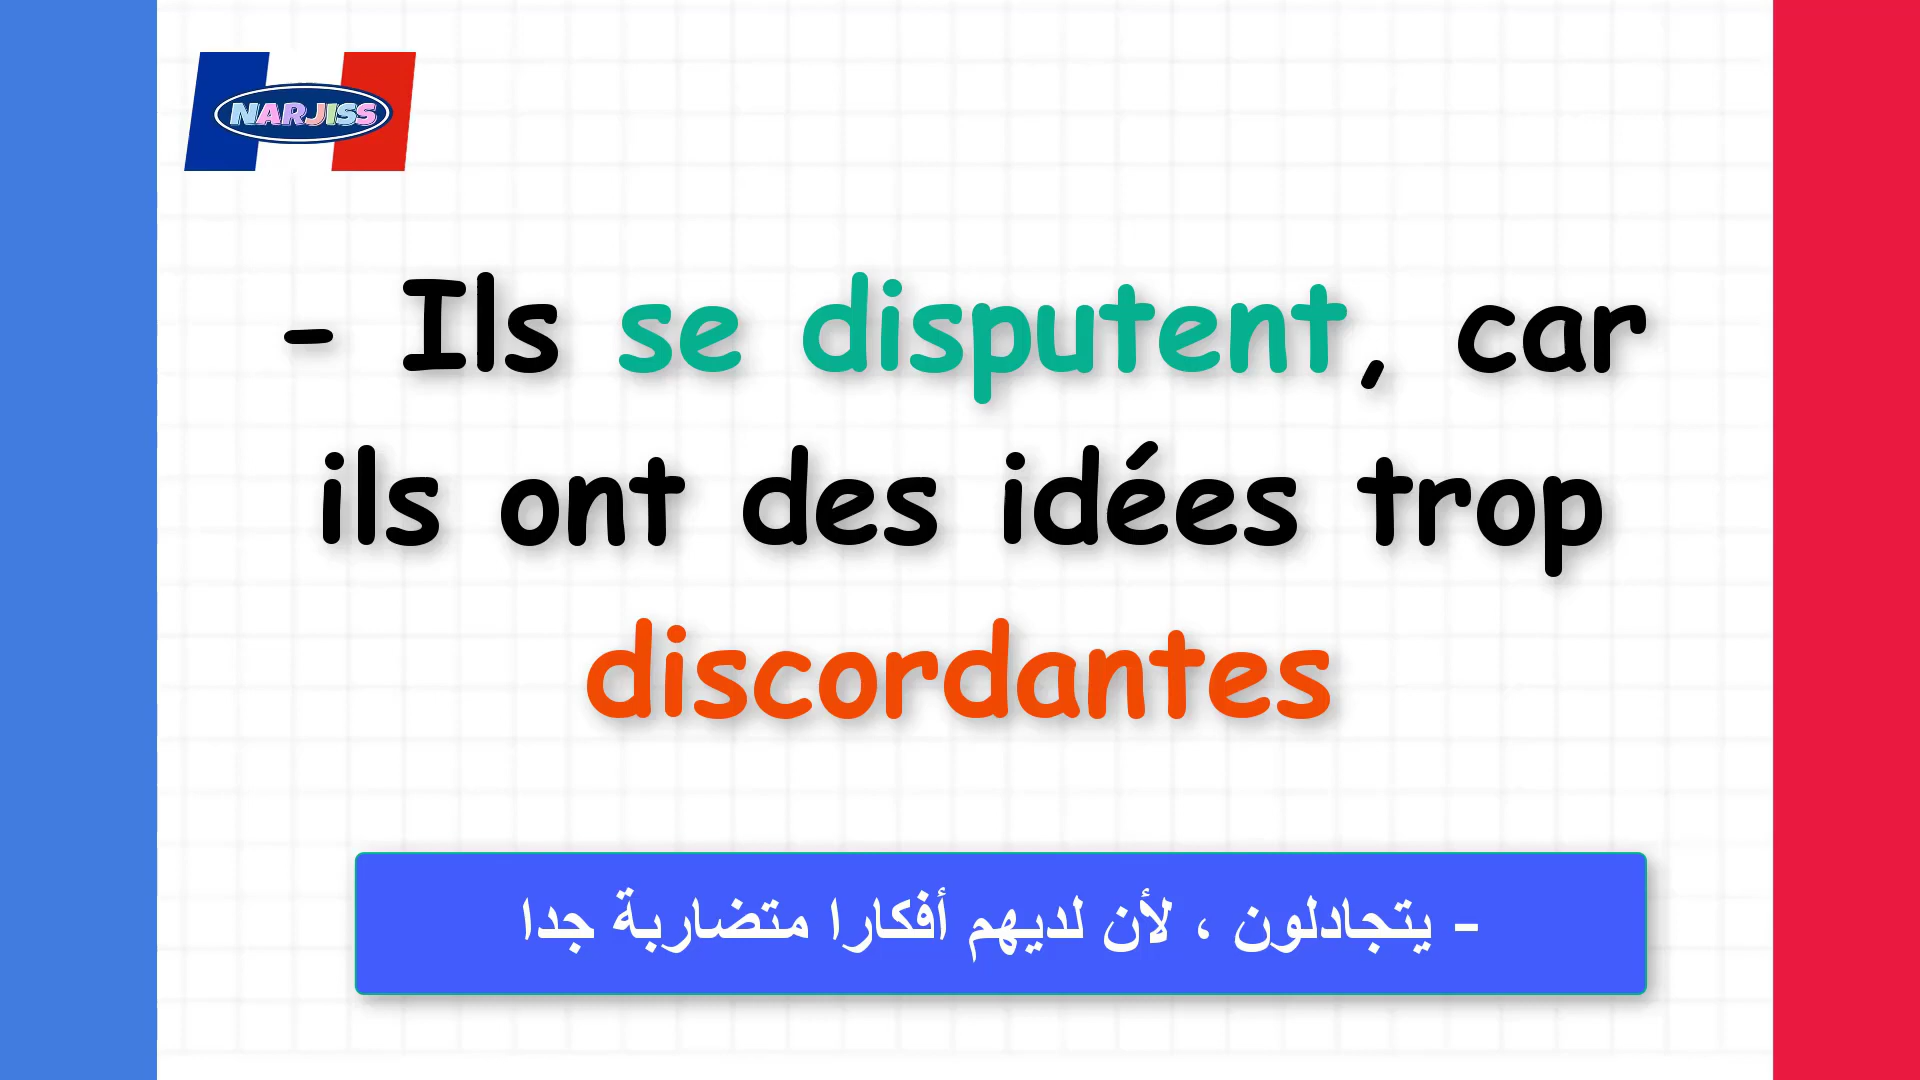 NARJISS
- Ils se disputent, car
ils ont des idées trop
discordantes
- يتجادلون ، لأن لديهم أفكارا متضاربة جدا